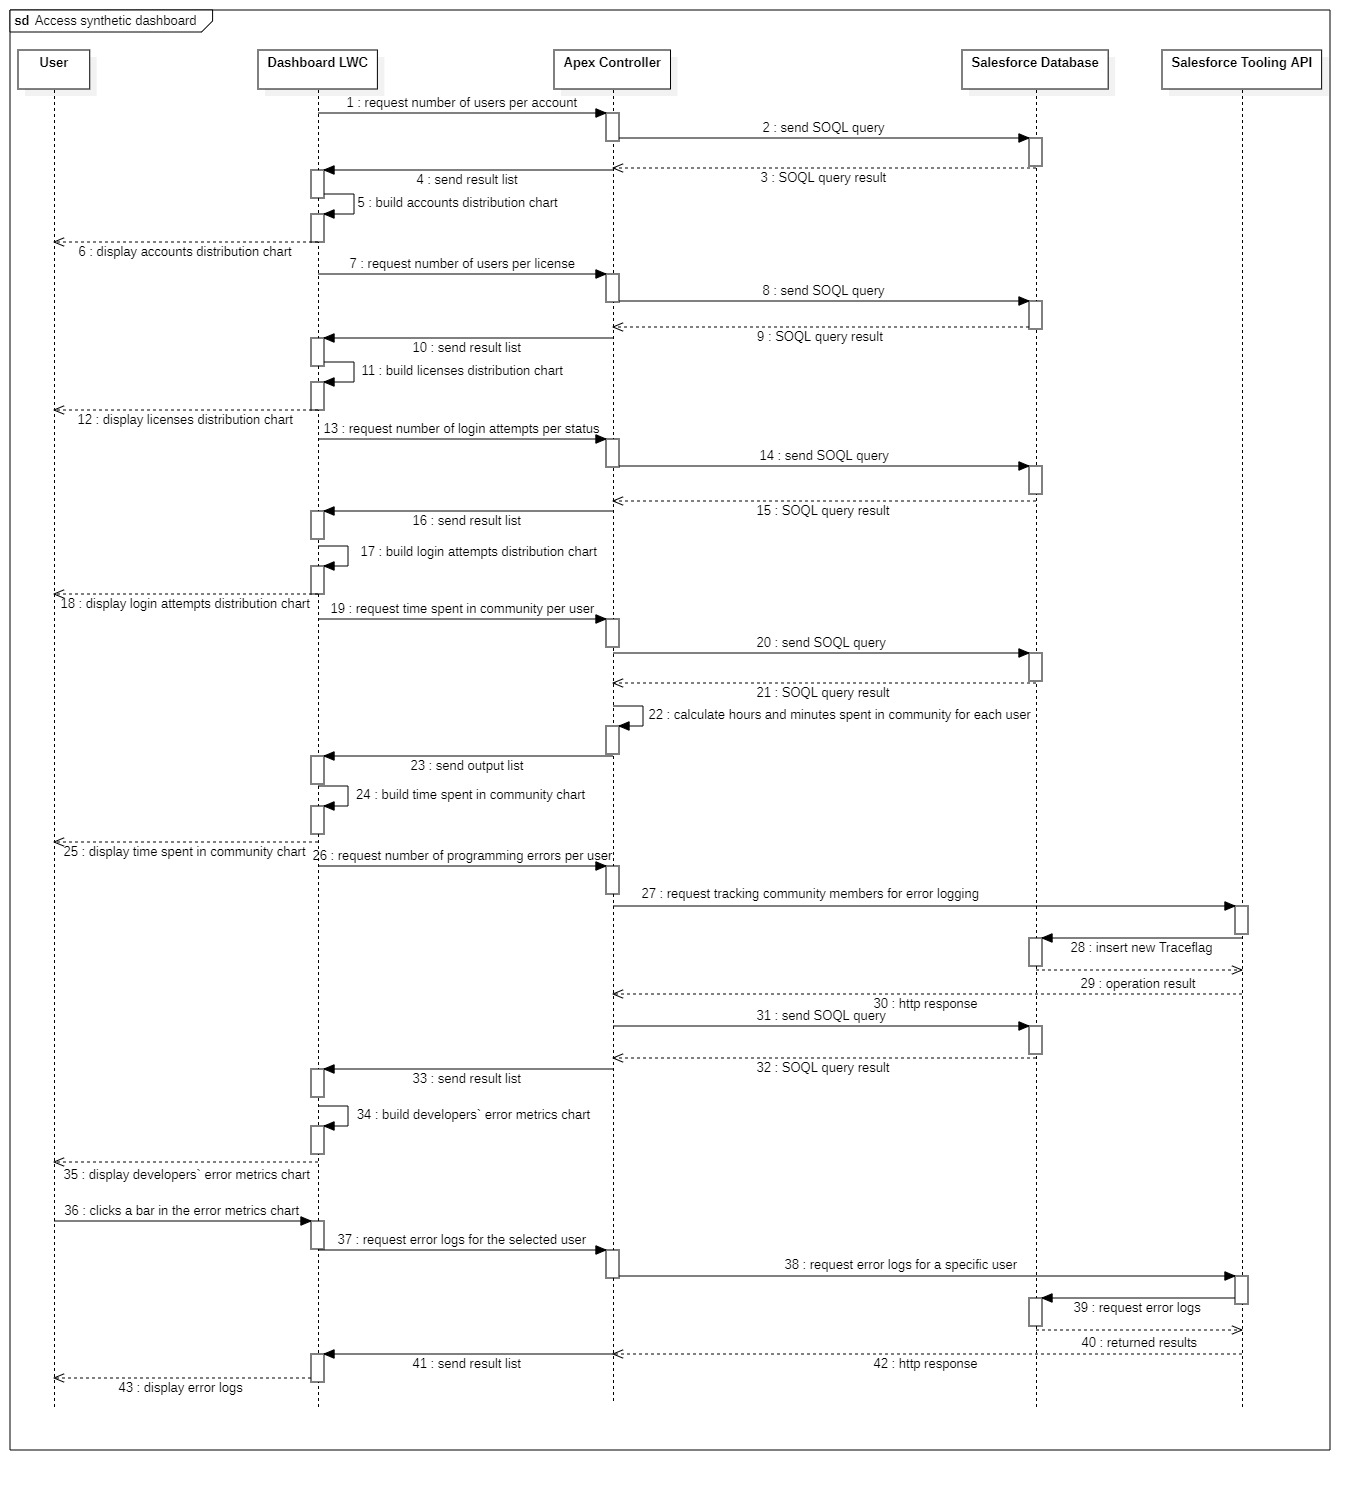 sd Access synthetic dashboard
User
Dashboard LWC
Apex Controller
Salesforce Database
Salesforce Tooling API
1 : request number of users per account
2 : send SOQL query
3 : SOQL query result
4 : send result list
5 : build accounts distribution chart
6 : display accounts distribution chart
7 : request number of users per license
8 : send SOQL query
9 : SOQL query result
10 : send result list
11 : build licenses distribution chart
12 : display licenses distribution chart
13 : request number of login attempts per status
14 : send SOQL query
15 : SOQL query result
16 : send result list
17 : build login attempts distribution chart
18 : display login attempts distribution chart
19 : request time spent in community per user
20 : send SOQL query
21 : SOQL query result
22 : calculate hours and minutes spent in community for each user
23 : send output list
24 : build time spent in community chart
25 : display time spent in community chart
26 : request number of programming errors per user
27 : request tracking community members for error logging
28 : insert new Traceflag
29 : operation result
30 : http response
31 : send SOQL query
32 : SOQL query result
33 : send result list
34 : build developers` error metrics chart
35 : display developers` error metrics chart
36 : clicks a bar in the error metrics chart
37 : request error logs for the selected user
38 : request error logs for a specific user
39 : request error logs
40 : returned results
41 : send result list
42 : http response
43 : display error logs